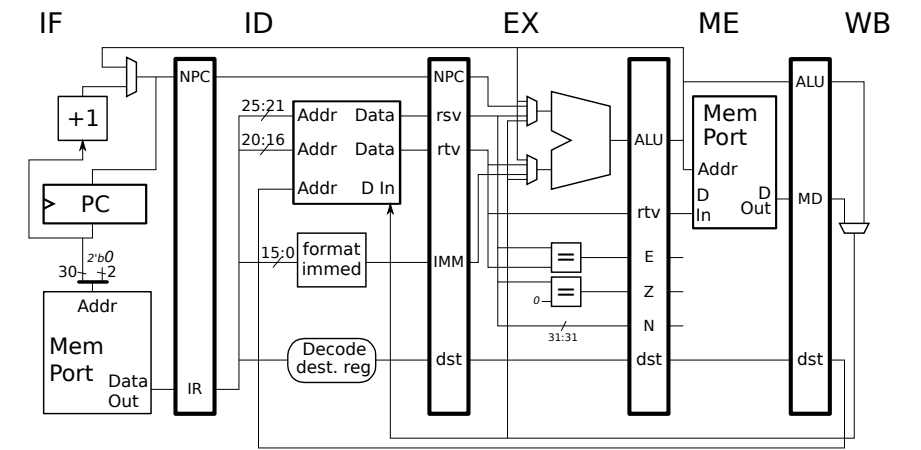 IF ID EX ME WB
NPC NPC ALU
+1
25:21 Addr Data rsv
20:16 Addr Data rtv
Addr D In
PC
ALU
Mem
Port
Addr
D
In
D
Out
MD
rtv
2'b0
30 2
Addr
Mem
Port
Data
Out
IR
15:0 format
immed
IMM
= E
0 = Z
31:31 N
Decode
dest. reg
dst dst dst